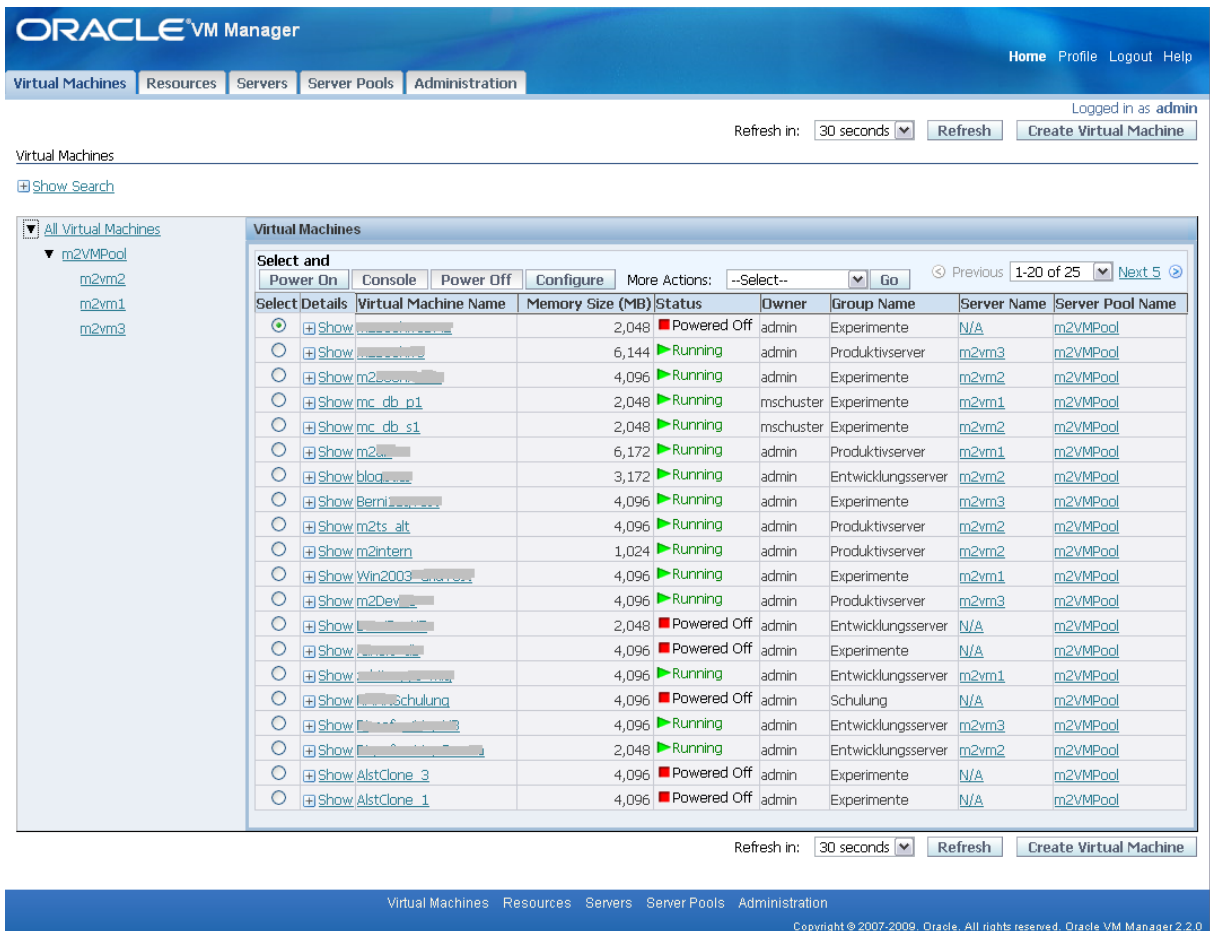 ORACLE VM Manager
Home Profile Logout Help
Virtual Machines Resources Servers Server Pools Administration
Logged in as admin
Refresh in: 30 seconds Refresh Create Virtual Machine
Virtual Machines
Show Search
All Virtual Machines
m2VMPool
m2vm2
m2vm1
m2vm3
Virtual Machines
Select and
Power On Console Power Off Configure More Actions: --Select-- Go Previous 1-20 of 25 Next 5
Select Details Virtual Machine Name Memory Size (MB) Status Owner Group Name Server Name Server Pool Name
Show 2,048 Powered Off admin Experimente N/A m2VMPool
Show 6,144 Running admin Produktivserver m2vm3 m2VMPool
Show 4,096 Running admin Experimente m2vm2 m2VMPool
Show mc_db_p1 2,048 Running mschuster Experimente m2vm1 m2VMPool
Show mc_db_s1 2,048 Running mschuster Experimente m2vm2 m2VMPool
Show 6,172 Running admin Produktivserver m2vm1 m2VMPool
Show 3,172 Running admin Entwicklungsserver m2vm2 m2VMPool
Show 4,096 Running admin Experimente m2vm3 m2VMPool
Show m2ts_alt 4,096 Running admin Produktivserver m2vm2 m2VMPool
Show m2intern 1,024 Running admin Produktivserver m2vm2 m2VMPool
Show Win2003 4,096 Running admin Experimente m2vm1 m2VMPool
Show m2Dev 4,096 Running admin Produktivserver m2vm3 m2VMPool
Show 2,048 Powered Off admin Entwicklungsserver N/A m2VMPool
Show 4,096 Powered Off admin Experimente N/A m2VMPool
Show 4,096 Running admin Entwicklungsserver m2vm1 m2VMPool
Show Schulung 4,096 Powered Off admin Schulung N/A m2VMPool
Show 4,096 Running admin Entwicklungsserver m2vm3 m2VMPool
Show 2,048 Running admin Entwicklungsserver m2vm2 m2VMPool
Show AlstClone_3 4,096 Powered Off admin Experimente N/A m2VMPool
Show AlstClone_1 4,096 Powered Off admin Experimente N/A m2VMPool
Refresh in: 30 seconds Refresh Create Virtual Machine
Virtual Machines Resources Servers Server Pools Administration
Copyright © 2007-2009, Oracle. All rights reserved. Oracle VM Manager 2.2.0